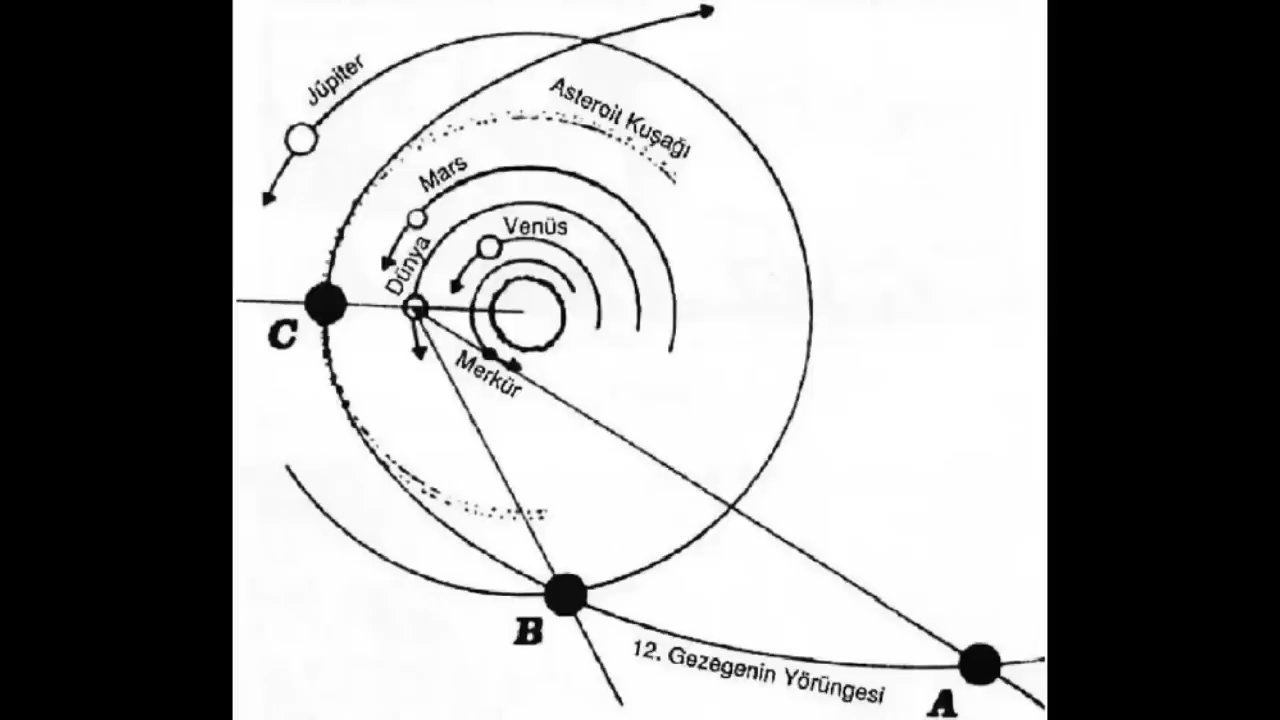 Jüpiter
Asteroit Kuşağı
Mars
Venüs
Dünya
C
Merkür
B
12. Gezegenin Yörüngesi
A